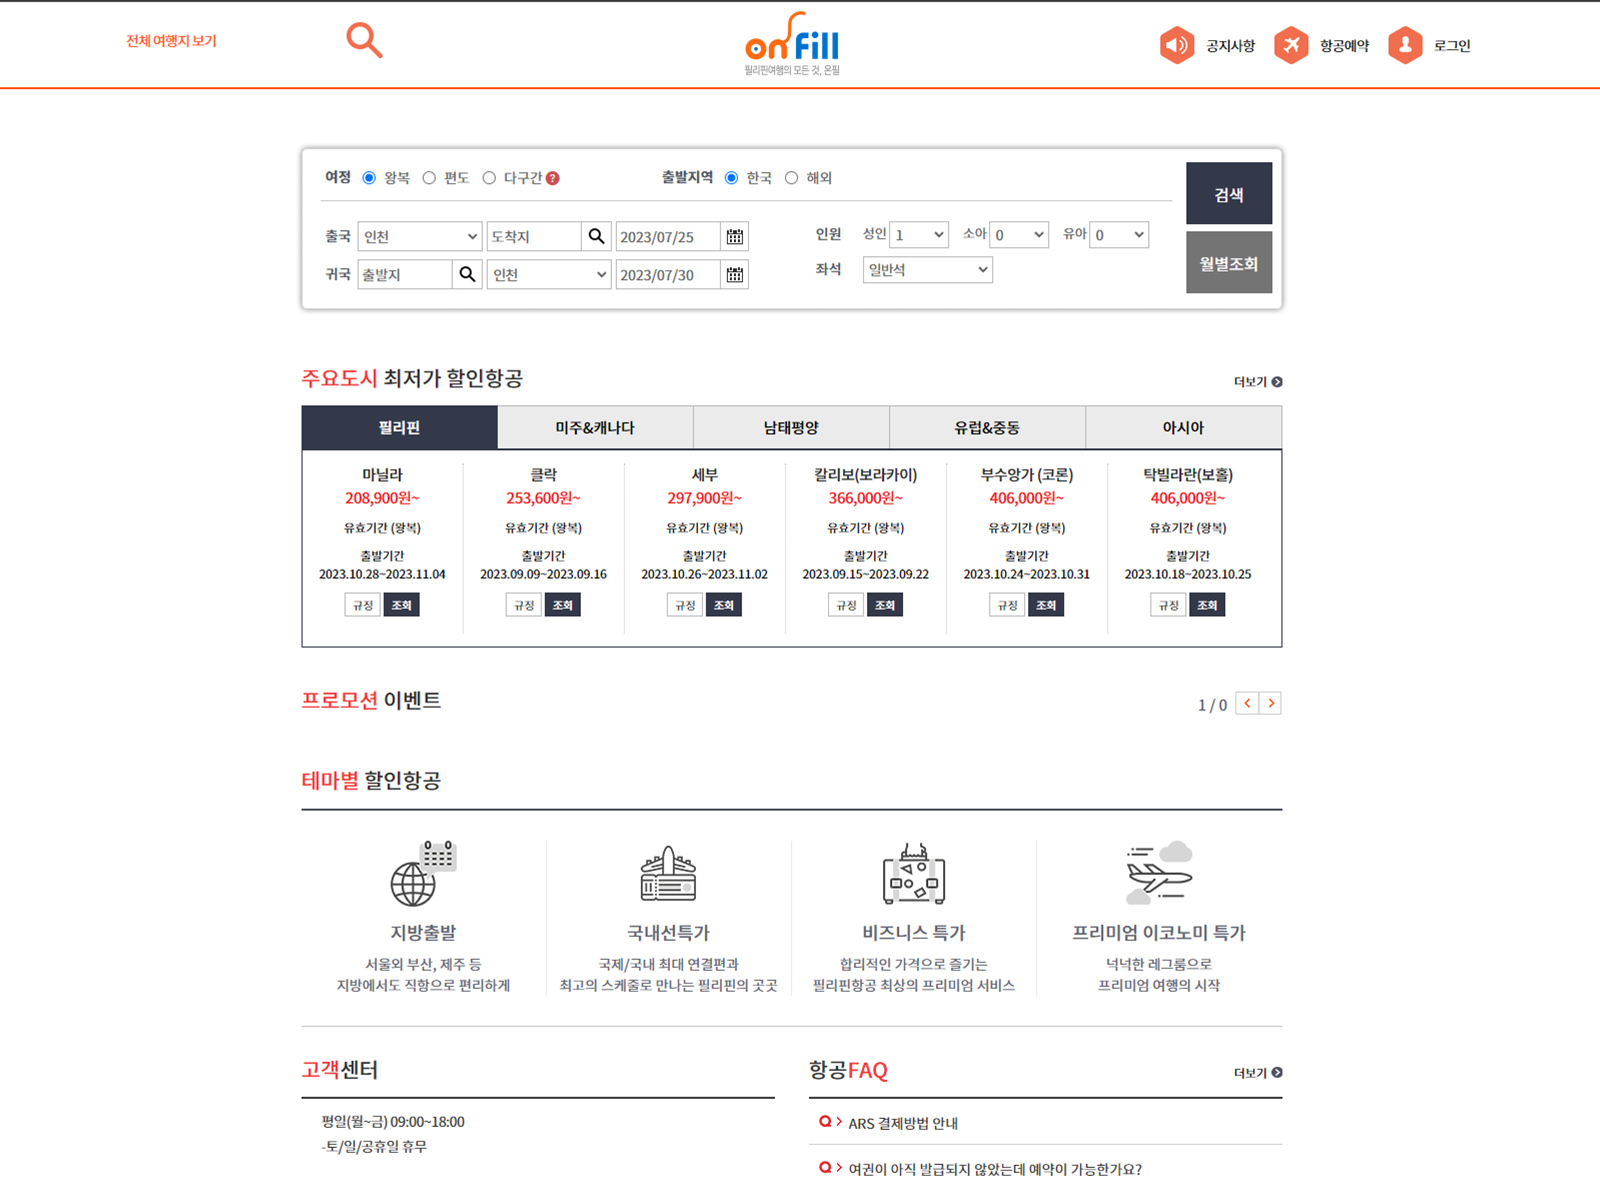 전체 여행지 보기
onFill
필리핀여행의 모든 것, 온필
공지사항
항공예약
로그인
여정 왕복 편도 다구간 ? 출발지역 한국 해외
검색
출국 인천 도착지 2023/07/25 인원 성인 1 소아 0 유아 0
귀국 출발지 인천 2023/07/30 좌석 일반석
월별조회
주요도시 최저가 할인항공
더보기
필리핀 미주&캐나다 남태평양 유럽&중동 아시아
마닐라 클락 세부 칼리보(보라카이) 부수앙가 (코론) 탁빌라란(보홀)
208,900원~ 253,600원~ 297,900원~ 366,000원~ 406,000원~ 406,000원~
유효기간 (왕복) 유효기간 (왕복) 유효기간 (왕복) 유효기간 (왕복) 유효기간 (왕복) 유효기간 (왕복)
출발기간 출발기간 출발기간 출발기간 출발기간 출발기간
2023.10.28~2023.11.04 2023.09.09~2023.09.16 2023.10.26~2023.11.02 2023.09.15~2023.09.22 2023.10.24~2023.10.31 2023.10.18~2023.10.25
규정 조회 규정 조회 규정 조회 규정 조회 규정 조회 규정 조회
프로모션 이벤트
1 / 0
테마별 할인항공
지방출발 국내선특가 비즈니스 특가 프리미엄 이코노미 특가
서울외 부산, 제주 등 국제/국내 최대 연결편과 합리적인 가격으로 즐기는 넉넉한 레그룸으로
지방에서도 직항으로 편리하게 최고의 스케줄로 만나는 필리핀의 곳곳 필리핀항공 최상의 프리미엄 서비스 프리미엄 여행의 시작
고객센터
평일(월~금) 09:00~18:00
-토/일/공휴일 휴무
항공FAQ
더보기
Q ARS 결제방법 안내
Q 여권이 아직 발급되지 않았는데 예약이 가능한가요?